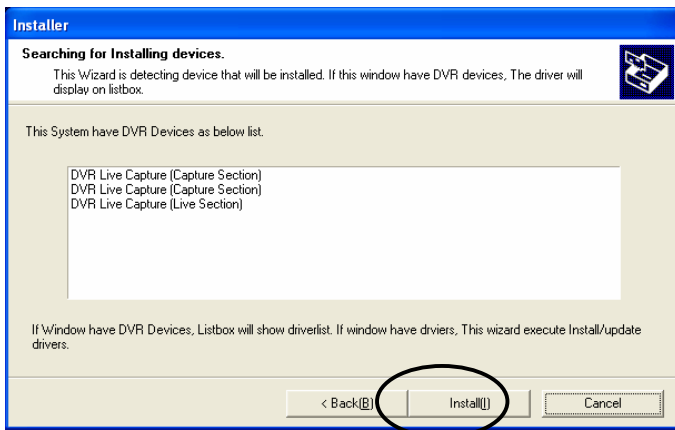 Installer
Searching for Installing devices.
This Wizard is detecting device that will be installed. If this window have DVR devices, The driver will
display on listbox.
This System have DVR Devices as below list.
DVR Live Capture (Capture Section)
DVR Live Capture (Capture Section)
DVR Live Capture (Live Section)
If Window have DVR Devices, Listbox will show driverlist. If window have drviers, This wizard execute Install/update
drivers.
< Back(B) Install(I) Cancel